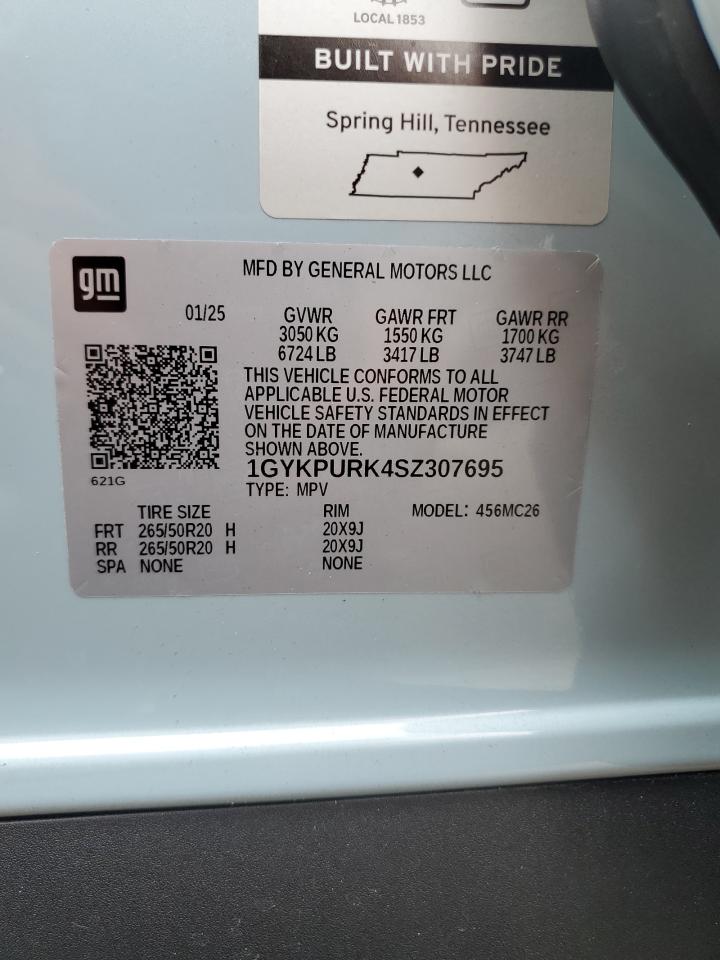 LOCAL 1853
BUILT WITH PRIDE
Spring Hill, Tennessee
gm
MFD BY GENERAL MOTORS LLC
01/25 GVWR GAWR FRT GAWR RR
3050 KG 1550 KG 1700 KG
6724 LB 3417 LB 3747 LB
THIS VEHICLE CONFORMS TO ALL
APPLICABLE U.S. FEDERAL MOTOR
VEHICLE SAFETY STANDARDS IN EFFECT
ON THE DATE OF MANUFACTURE
SHOWN ABOVE.
1GYKPURK4SZ307695
621G
TYPE: MPV
TIRE SIZE RIM MODEL: 456MC26
FRT 265/50R20 H 20X9J
RR 265/50R20 H 20X9J
SPA NONE NONE